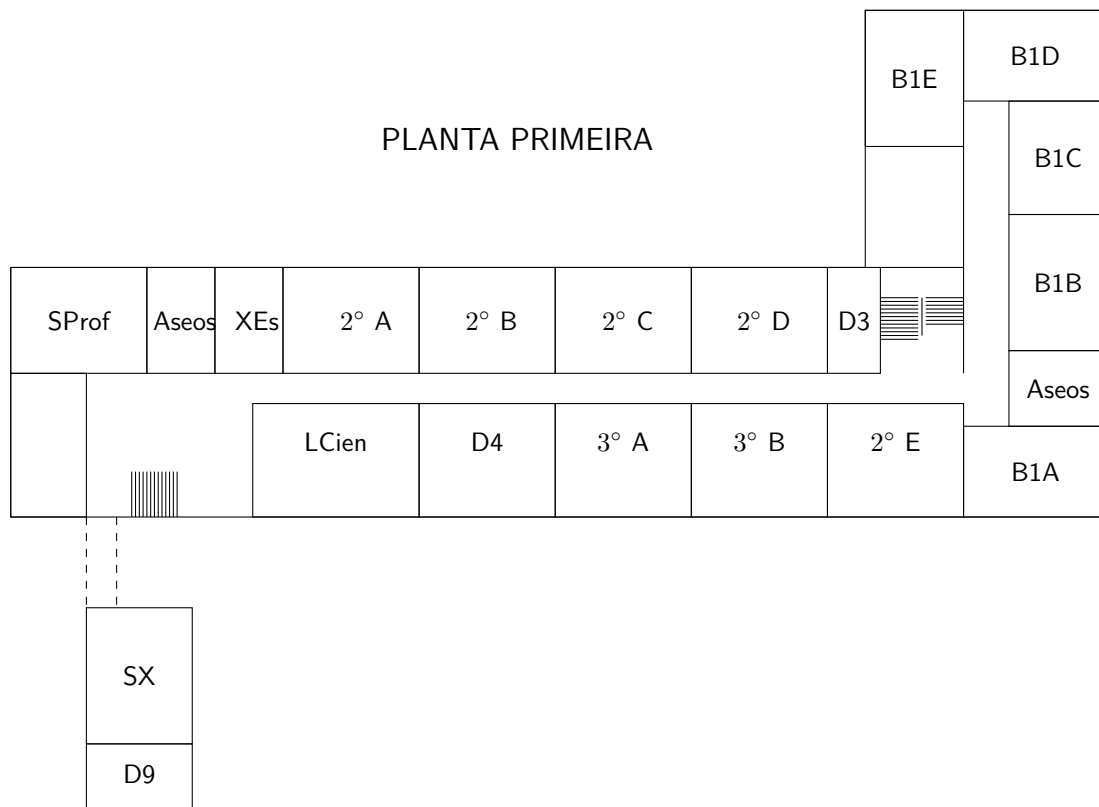 B1D
B1E
PLANTA PRIMEIRA
B1C
B1B
SProf Aseos XEs 2° A 2° B 2° C 2° D D3
Aseos
LCien D4 3° A 3° B 2° E
B1A
SX
D9